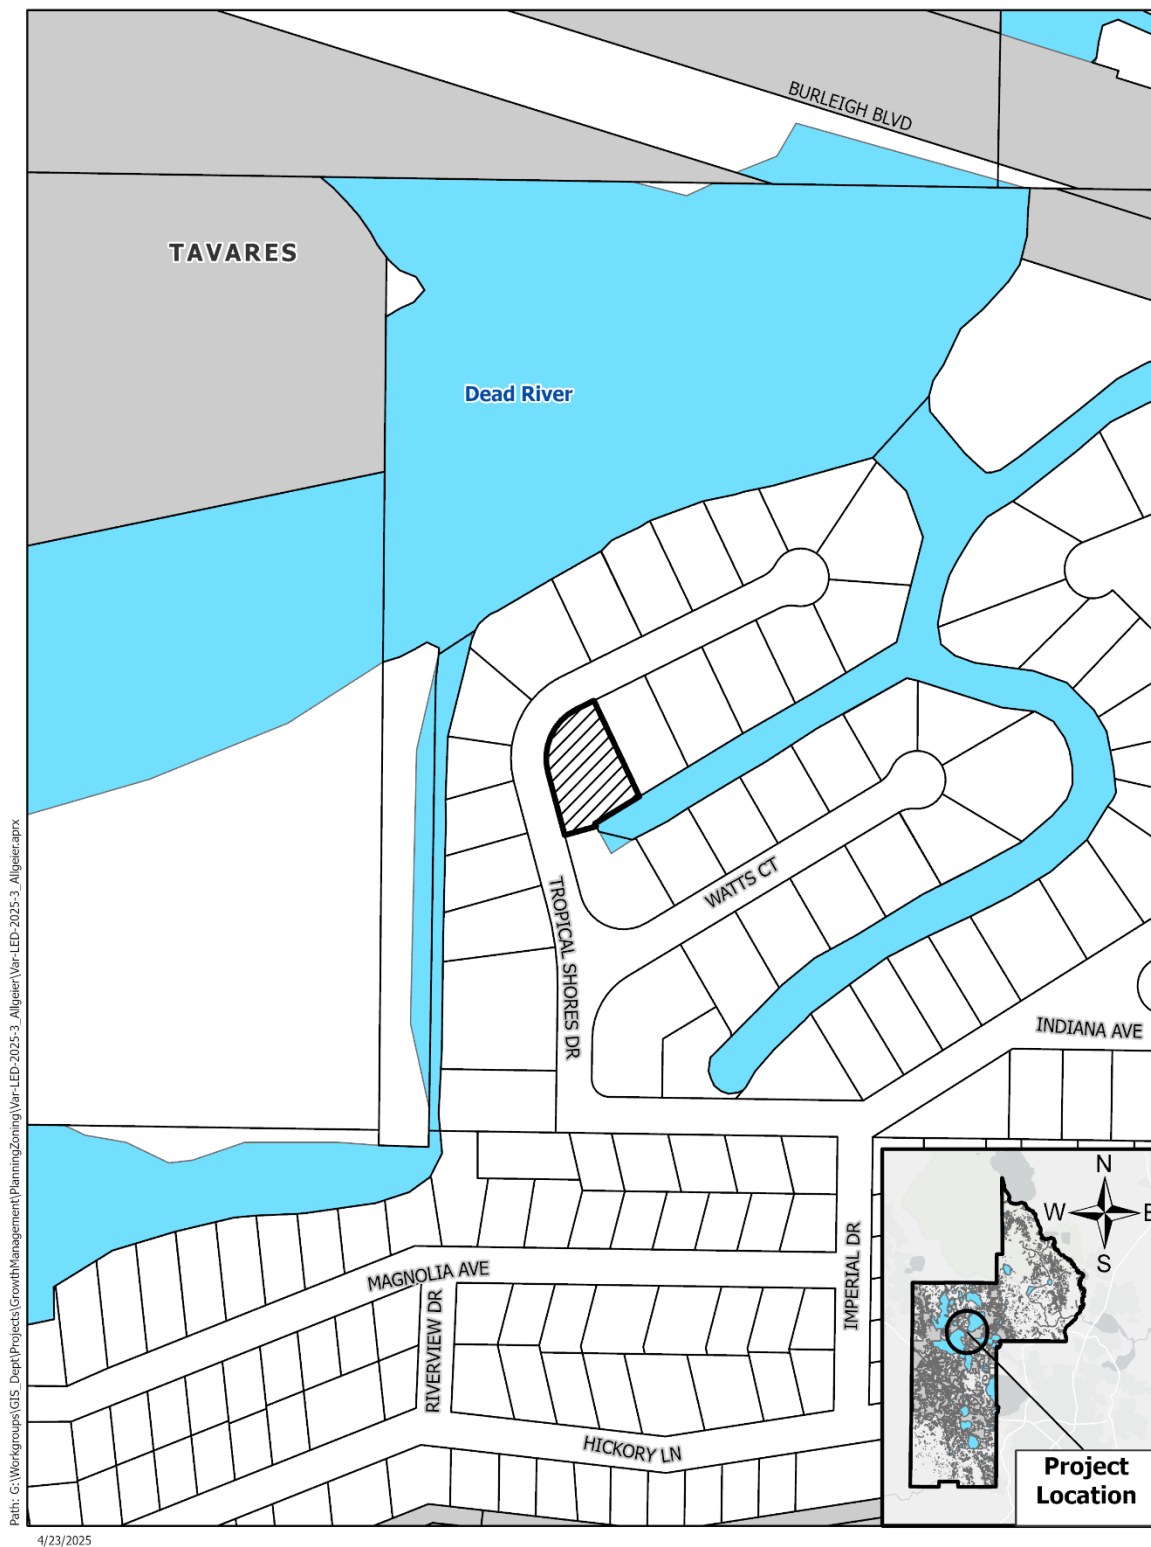 BURLEIGH BLVD
TAVARES
Dead River
WATTS CT
TROPICAL SHORES DR
INDIANA AVE
MAGNOLIA AVE
RIVERVIEW DR
IMPERIAL DR
HICKORY LN
N
W
E
S
Project
Location
Path: G:\Workgroups\GIS_Dept\Projects\GrowthManagement\PlanningZoning\Var-LED-2025-3_Allgeier\Var-LED-2025-3_Allgeier.aprx
4/23/2025